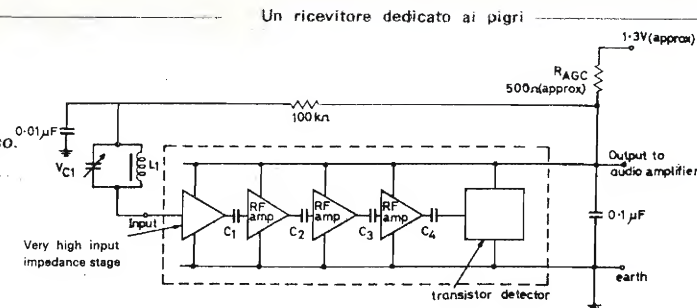 Un ricevitore dedicato ai pigri
1·3V(approx)
R AGC
500Ω(approx)
100kΩ
0·01µF
so.
VC1
L1
Output to
audio amplifier
RF
amp
RF
amp
RF
amp
Input
C1
C2
C3
C4
0·1µF
Very high input
impedance stage
earth
transistor detector